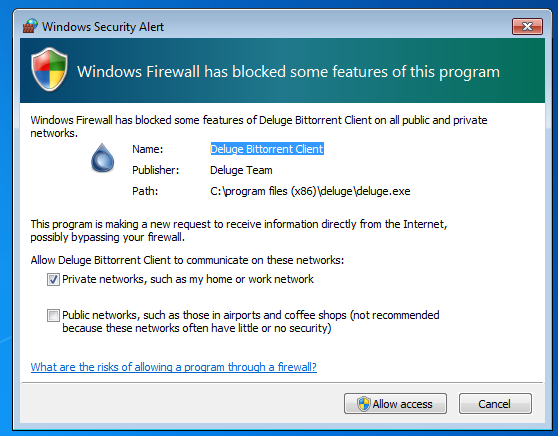 Windows Security Alert
Windows Firewall has blocked some features of this program
Windows Firewall has blocked some features of Deluge Bittorrent Client on all public and private
networks.
Name: Deluge Bittorrent Client
Publisher: Deluge Team
Path: C:\program files (x86)\deluge\deluge.exe
This program is making a new request to receive information directly from the Internet,
possibly bypassing your firewall.
Allow Deluge Bittorrent Client to communicate on these networks:
Private networks, such as my home or work network
Public networks, such as those in airports and coffee shops (not recommended
because these networks often have little or no security)
What are the risks of allowing a program through a firewall?
Allow access Cancel